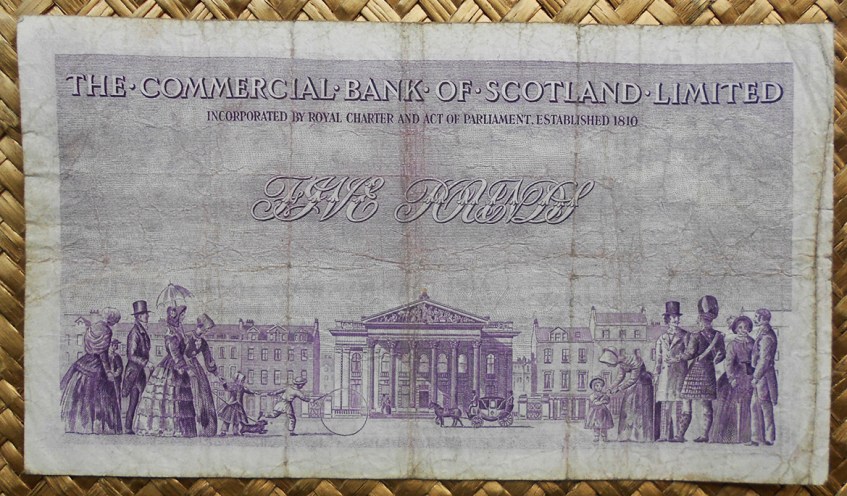 THE·COMMERCIAL·BANK·OF·SCOTLAND·LIMITED
INCORPORATED BY ROYAL CHARTER AND ACT OF PARLIAMENT. ESTABLISHED 1810
FIVE POUNDS